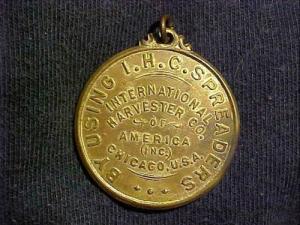 BY USING I.H.C. SPREADERS
INTERNATIONAL
HARVESTER CO.
OF
AMERICA
(INC.)
CHICAGO, U.S.A.